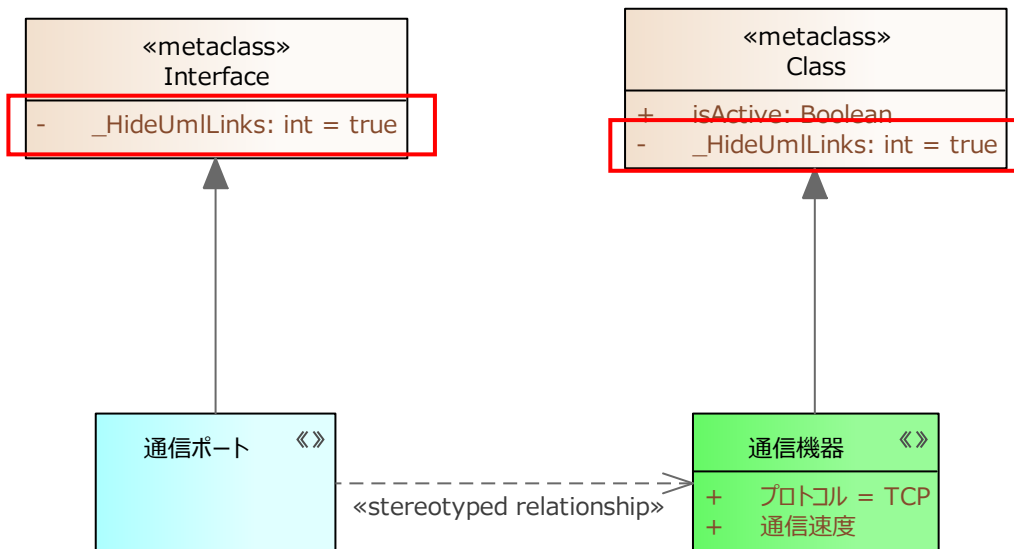 «metaclass»
Interface
- _HideUmlLinks: int = true
«metaclass»
Class
+ isActive: Boolean
- _HideUmlLinks: int = true
通信ポート 《》
«stereotyped relationship»
通信機器 《》
+ プロトコル = TCP
+ 通信速度